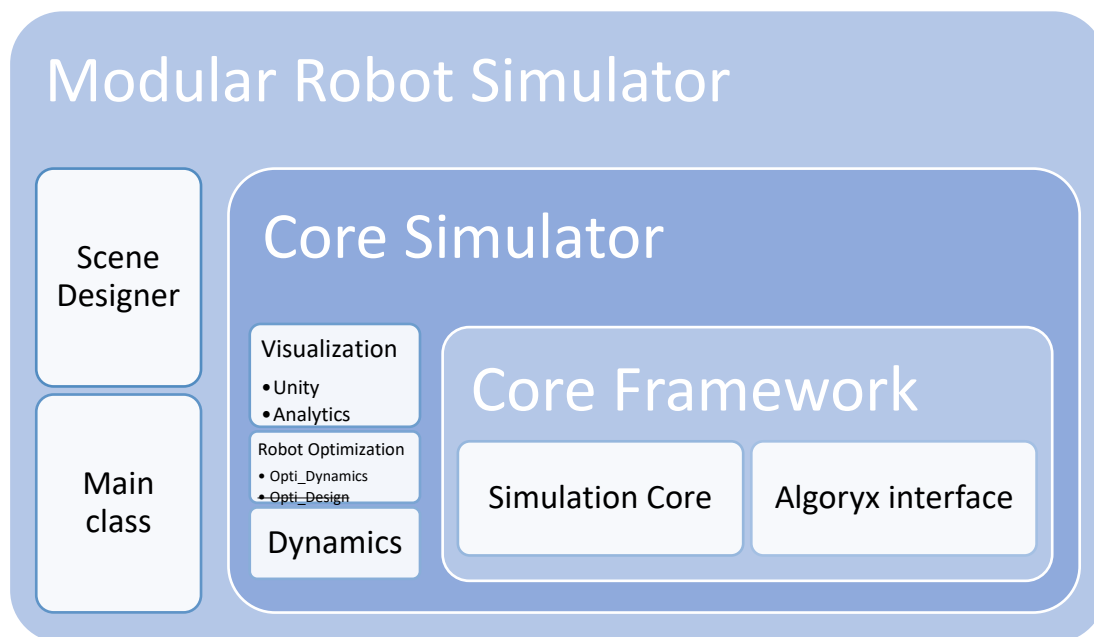 Modular Robot Simulator
Scene
Designer
Main
class
Core Simulator
Visualization
•Unity
•Analytics
Robot Optimization
• Opti_Dynamics
• Opti_Design
Dynamics
Core Framework
Simulation Core
Algoryx interface